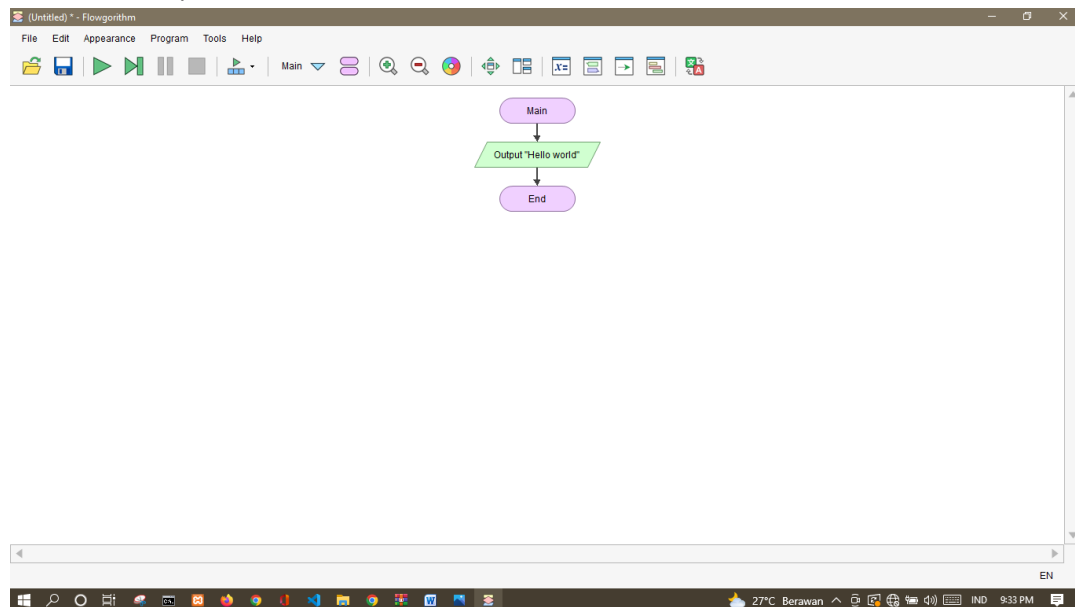 (Untitled) * - Flowgorithm
File Edit Appearance Program Tools Help
Main
X=
Main
Output "Hello world"
End
EN
27°C Berawan IND 9:33 PM